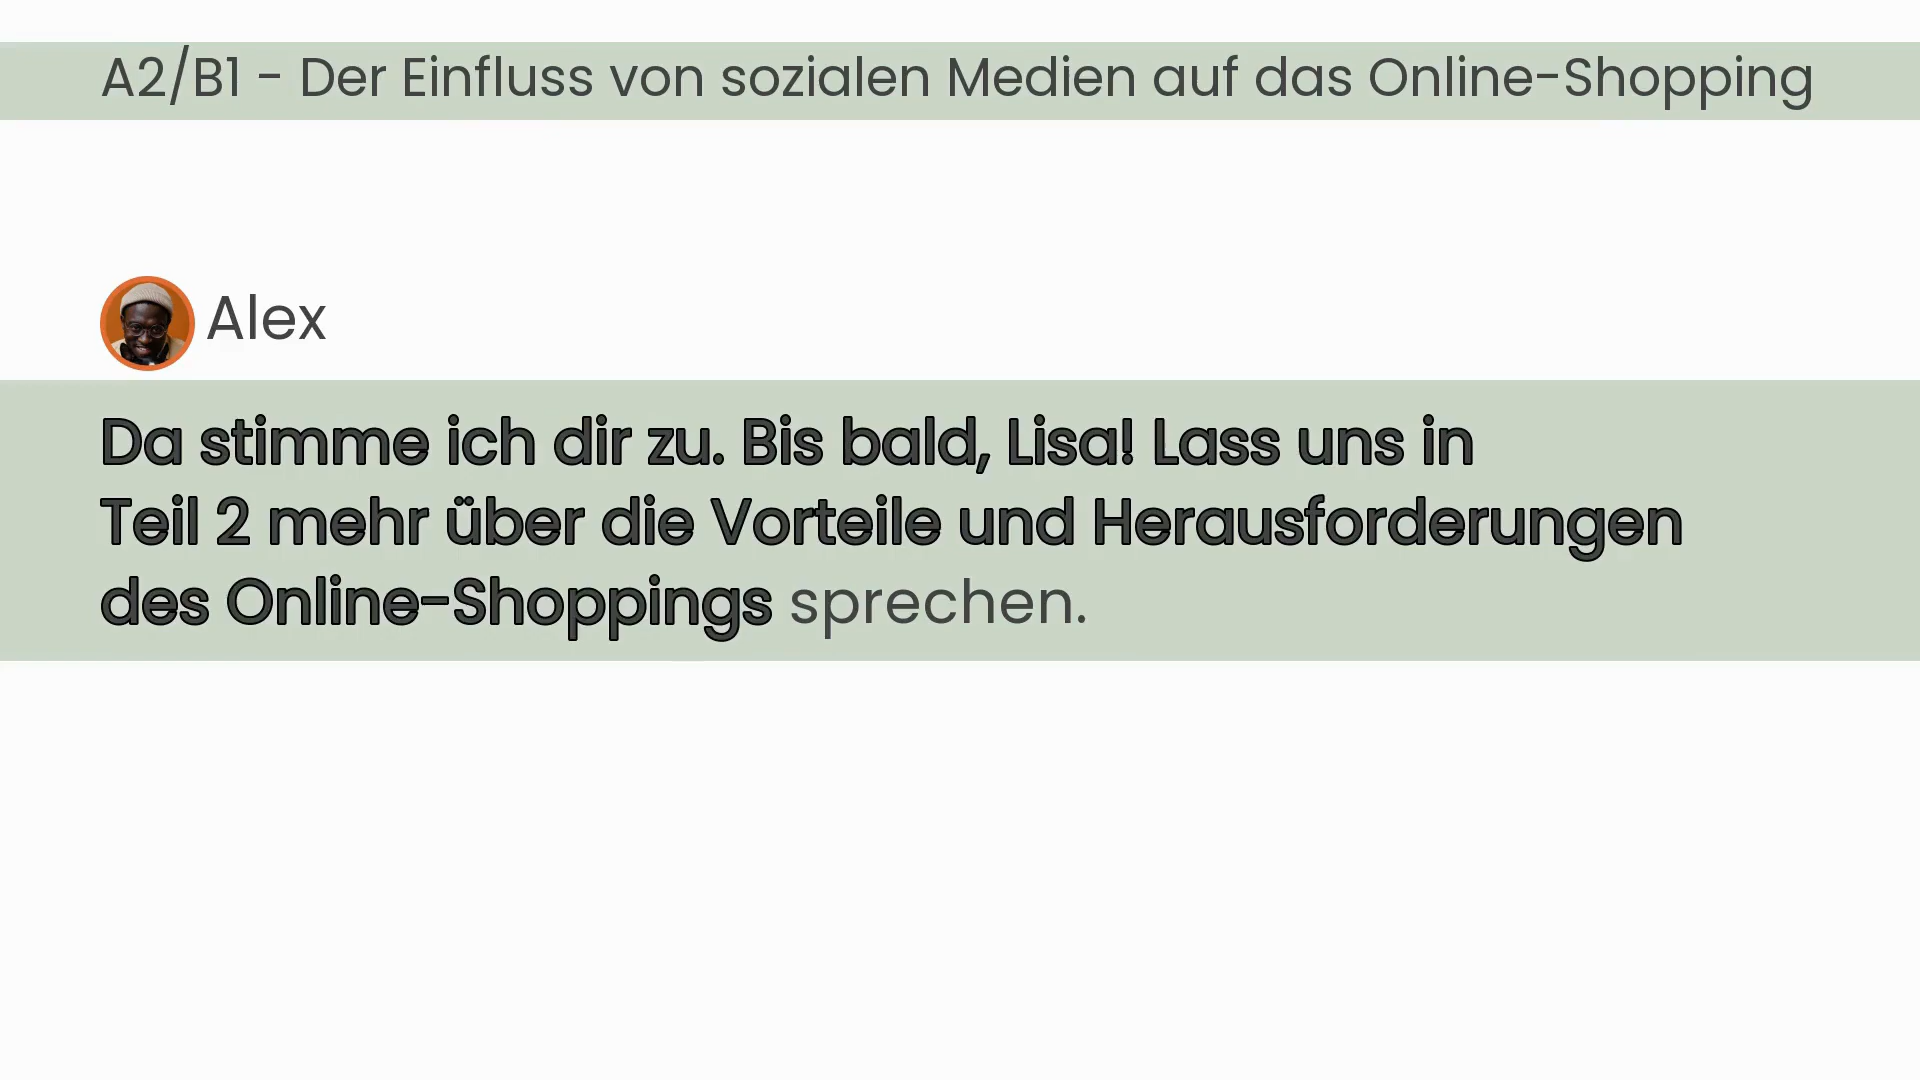 A2/B1 - Der Einfluss von sozialen Medien auf das Online-Shopping
Alex
Da stimme ich dir zu. Bis bald, Lisa! Lass uns in
Teil 2 mehr über die Vorteile und Herausforderungen
des Online-Shoppings sprechen.